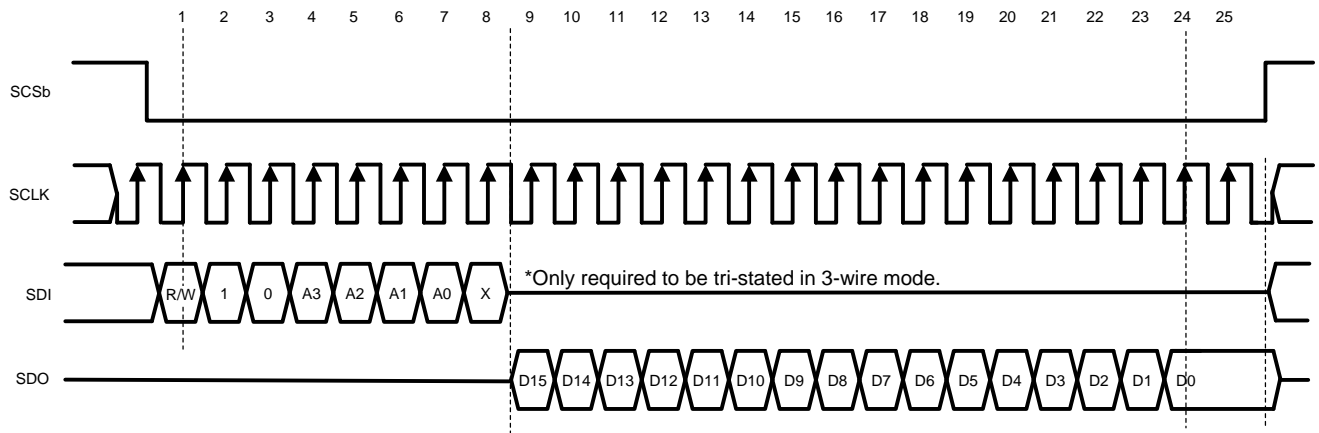 1 2 3 4 5 6 7 8 9 10 11 12 13 14 15 16 17 18 19 20 21 22 23 24 25
SCSb
SCLK
*Only required to be tri-stated in 3-wire mode.
SDI R/W 1 0 A3 A2 A1 A0 X
SDO D15 D14 D13 D12 D11 D10 D9 D8 D7 D6 D5 D4 D3 D2 D1 D0